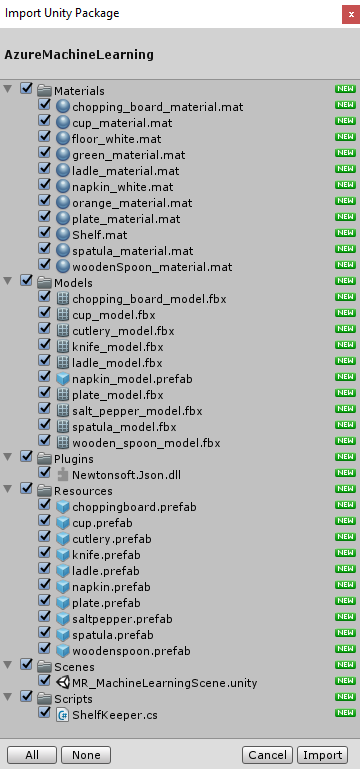 Import Unity Package x
AzureMachineLearning
Materials NEW
chopping_board_material.mat NEW
cup_material.mat NEW
floor_white.mat NEW
green_material.mat NEW
ladle_material.mat NEW
napkin_white.mat NEW
orange_material.mat NEW
plate_material.mat NEW
Shelf.mat NEW
spatula_material.mat NEW
woodenSpoon_material.mat NEW
Models NEW
chopping_board_model.fbx NEW
cup_model.fbx NEW
cutlery_model.fbx NEW
knife_model.fbx NEW
ladle_model.fbx NEW
napkin_model.prefab NEW
plate_model.fbx NEW
salt_pepper_model.fbx NEW
spatula_model.fbx NEW
wooden_spoon_model.fbx NEW
Plugins NEW
Newtonsoft.Json.dll NEW
Resources NEW
choppingboard.prefab NEW
cup.prefab NEW
cutlery.prefab NEW
knife.prefab NEW
ladle.prefab NEW
napkin.prefab NEW
plate.prefab NEW
saltpepper.prefab NEW
spatula.prefab NEW
woodenspoon.prefab NEW
Scenes NEW
MR_MachineLearningScene.unity NEW
Scripts NEW
ShelfKeeper.cs NEW
All None Cancel Import